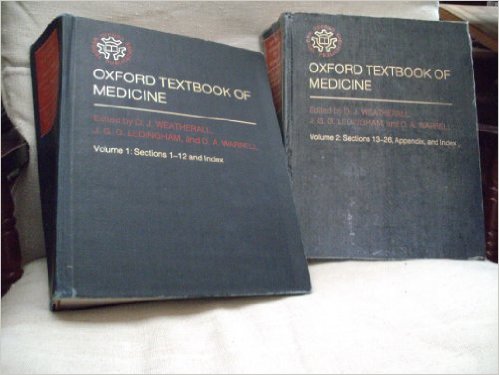 OXFORD TEXTBOOK OF
MEDICINE
Edited by D. J. WEATHERALL,
J. G. G. LEDINGHAM, and D. A. WARRELL
Volume 1: Sections 1–12 and Index
OXFORD TEXTBOOK OF
MEDICINE
Edited by D. J. WEATHERALL,
J. G. G. LEDINGHAM, and D. A. WARRELL
Volume 2: Sections 13–26, Appendix, and Index